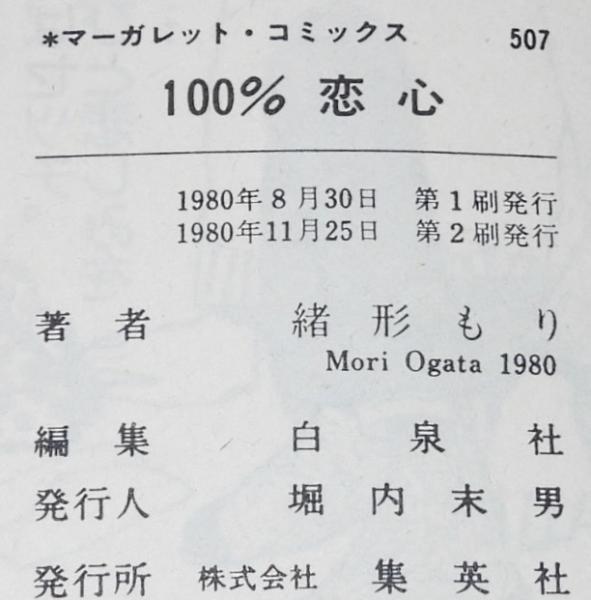 *マーガレット・コミックス 507
100% 恋心
1980年8月30日 第1刷発行
1980年11月25日 第2刷発行
著者 緒形もり
Mori Ogata 1980
編集 白泉社
発行人 堀内末男
発行所 株式会社 集英社